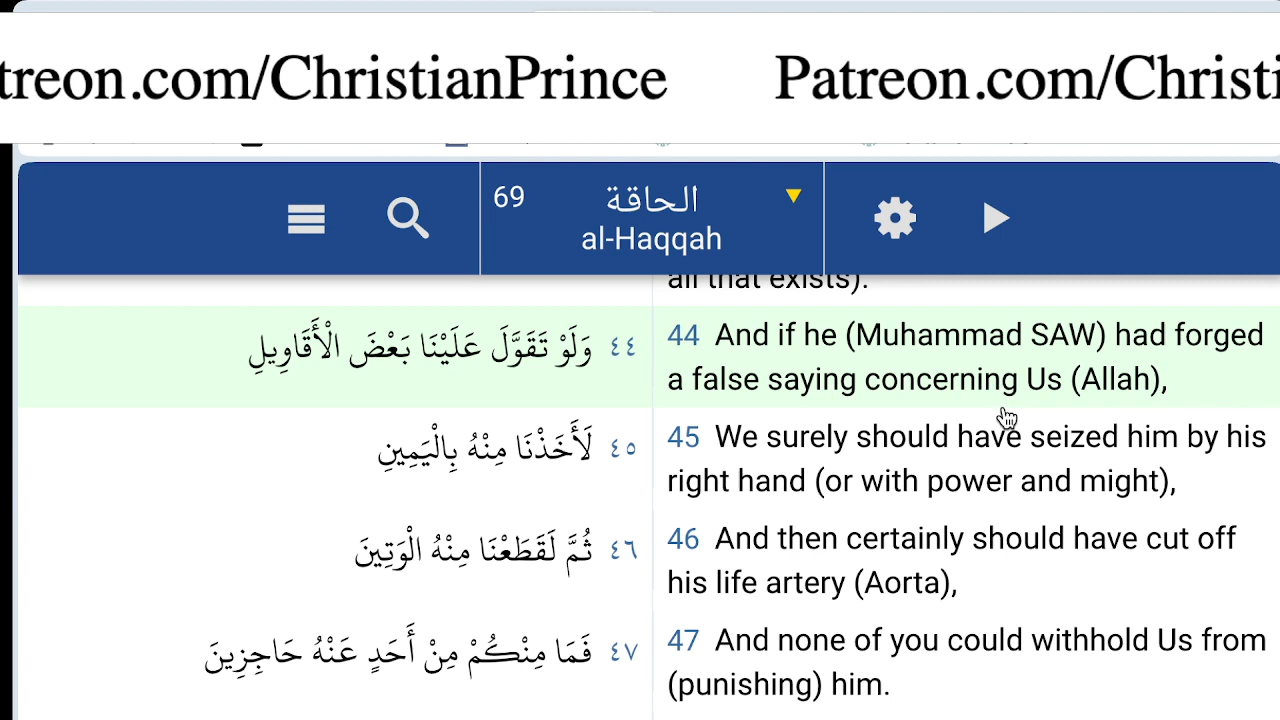 treon.com/ChristianPrince Patreon.com/Christi
69 الحاقة
al-Haqqah
all that exists).
٤٤ وَلَوْ تَقَوَّلَ عَلَيْنَا بَعْضَ الْأَقَاوِيلِ
44 And if he (Muhammad SAW) had forged
a false saying concerning Us (Allah),
٤٥ لَأَخَذْنَا مِنْهُ بِالْيَمِينِ
45 We surely should have seized him by his
right hand (or with power and might),
٤٦ ثُمَّ لَقَطَعْنَا مِنْهُ الْوَتِينَ
46 And then certainly should have cut off
his life artery (Aorta),
٤٧ فَمَا مِنْكُمْ مِنْ أَحَدٍ عَنْهُ حَاجِزِينَ
47 And none of you could withhold Us from
(punishing) him.